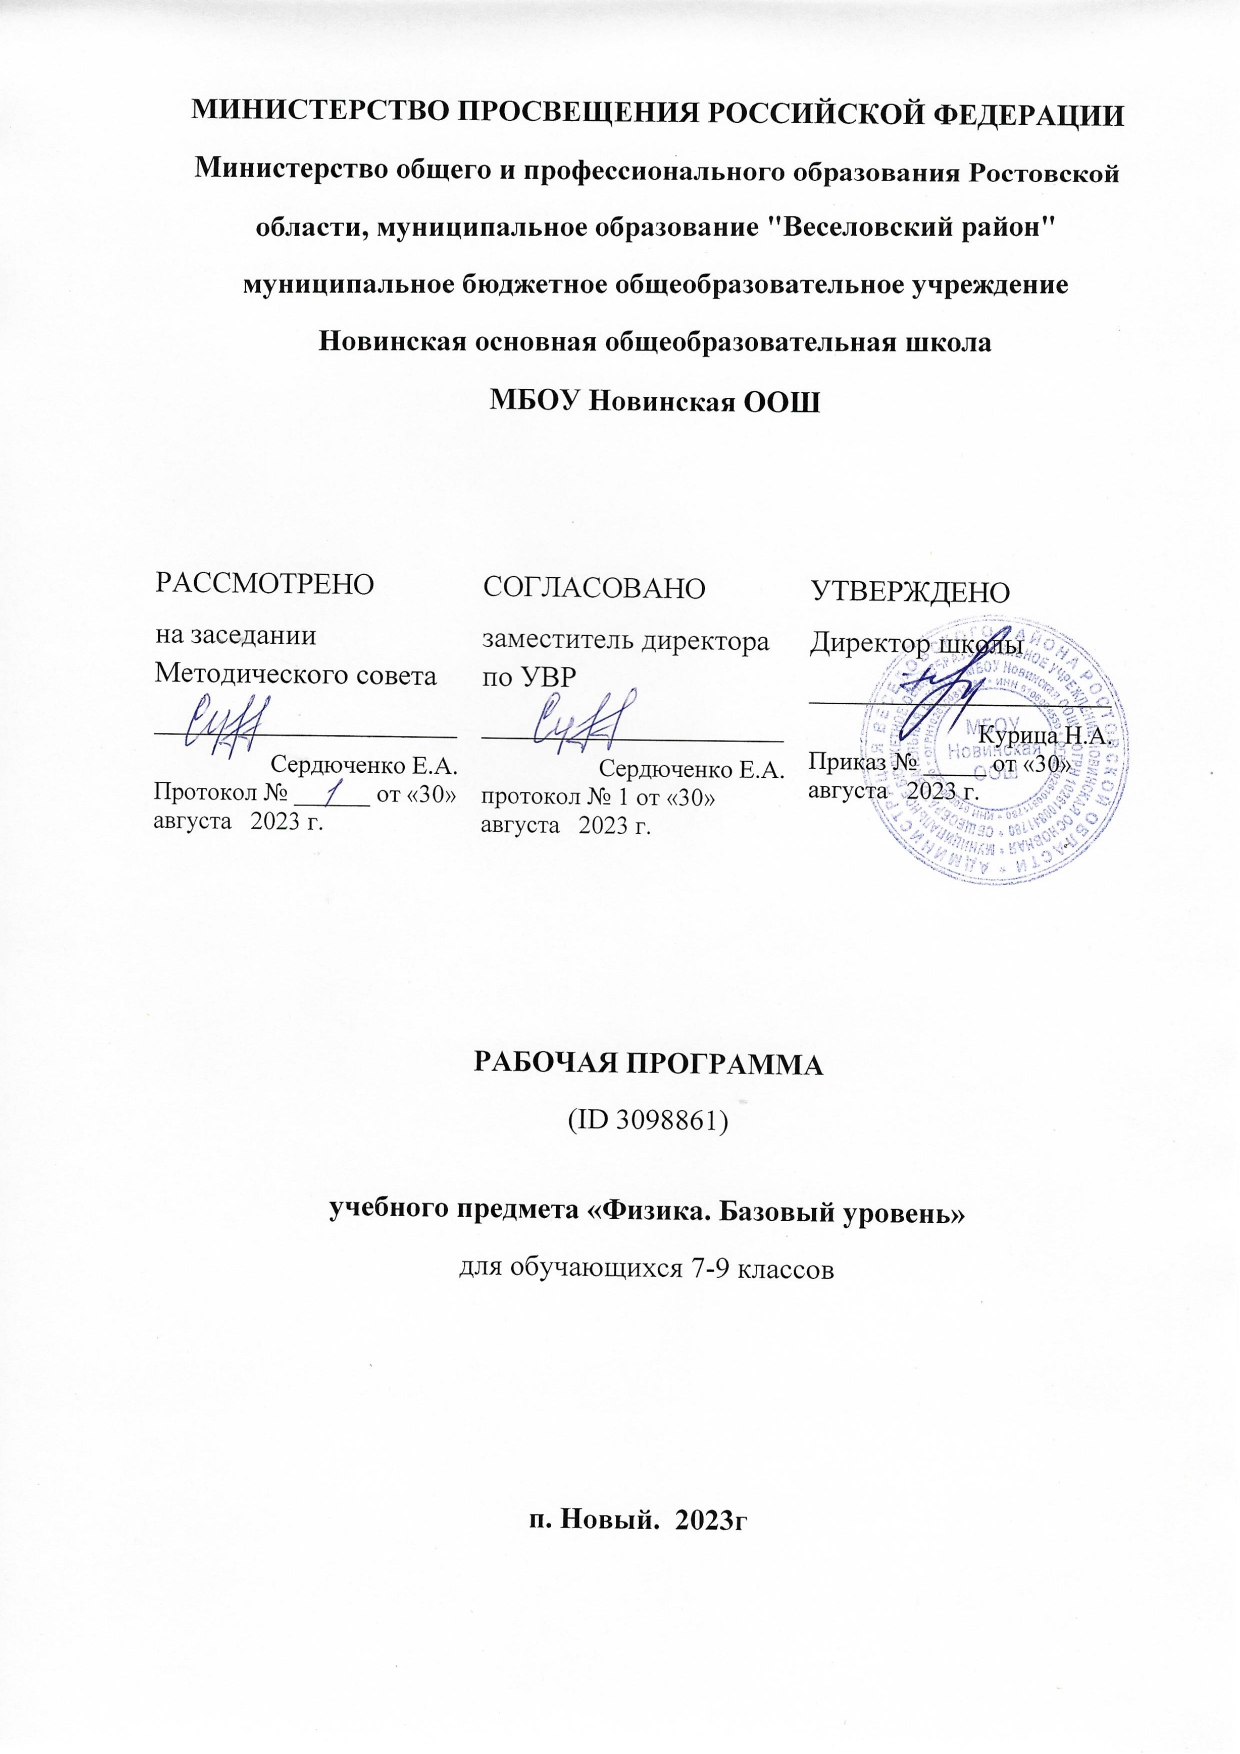 МИНИСТЕРСТВО ПРОСВЕЩЕНИЯ РОССИЙСКОЙ ФЕДЕРАЦИИ
Министерство общего и профессионального образования Ростовской
области, муниципальное образование "Веселовский район"
муниципальное бюджетное общеобразовательное учреждение
Новинская основная общеобразовательная школа
МБОУ Новинская ООШ
РАССМОТРЕНО
на заседании
Методического совета
Сердюченко Е.А.
Протокол № 1 от «30»
августа 2023 г.
СОГЛАСОВАНО
заместитель директора
по УВР
Сердюченко Е.А.
протокол № 1 от «30»
августа 2023 г.
УТВЕРЖДЕНО
Директор школы
Курица Н.А.
Приказ № _____ от «30»
августа 2023 г.
МБОУ
Новинская
ООШ
РАБОЧАЯ ПРОГРАММА
(ID 3098861)
учебного предмета «Физика. Базовый уровень»
для обучающихся 7-9 классов
п. Новый. 2023г